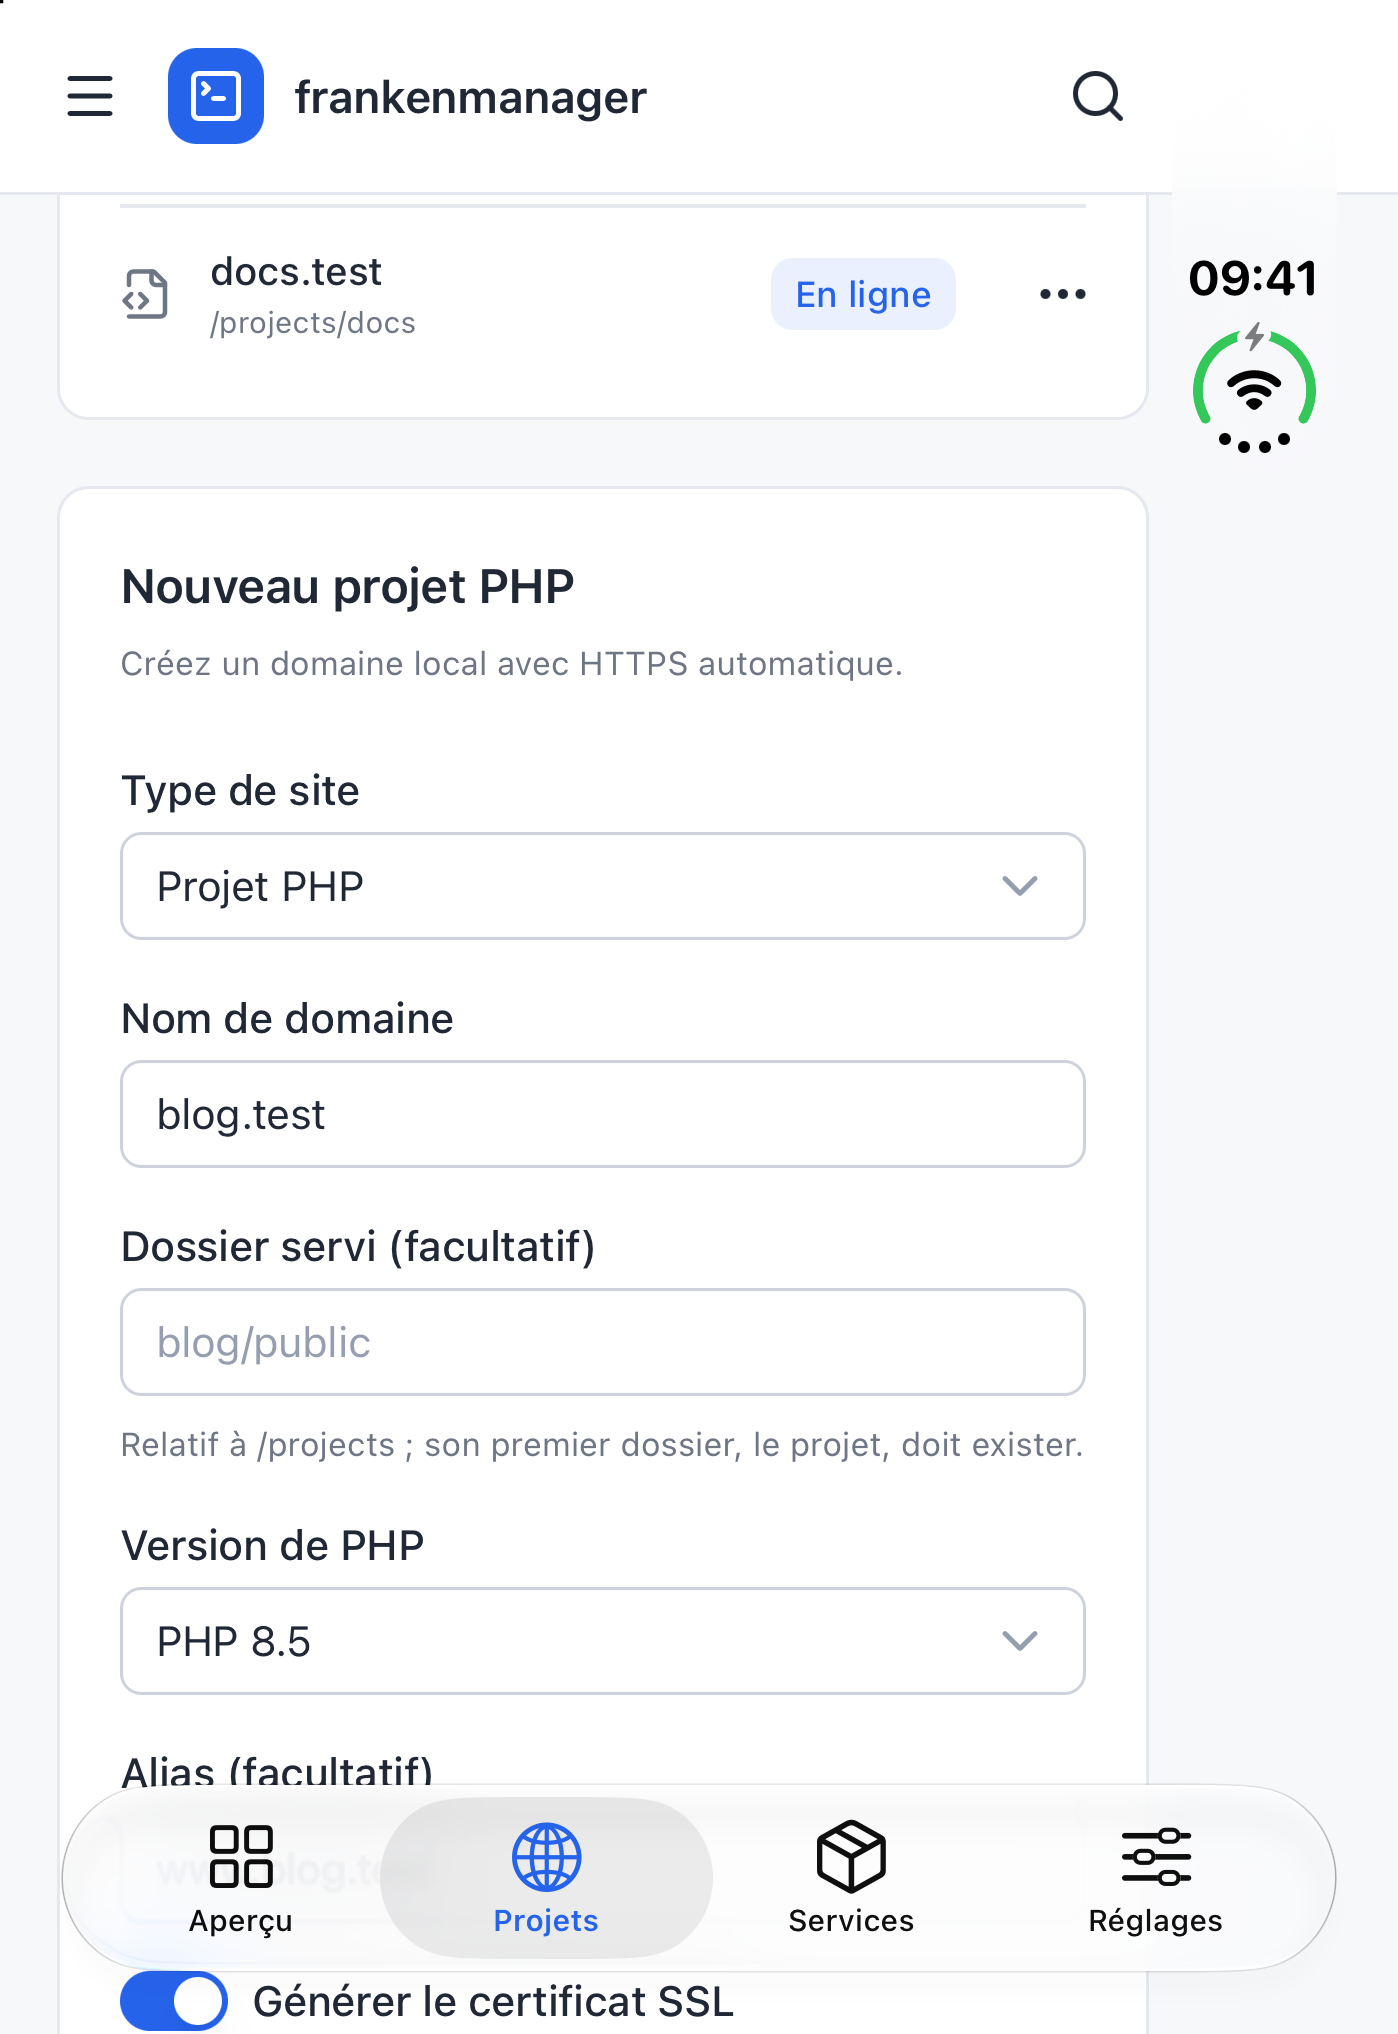 frankenmanager
docs.test
/projects/docs
En ligne
09:41
Nouveau projet PHP
Créez un domaine local avec HTTPS automatique.
Type de site
Projet PHP
Nom de domaine
blog.test
Dossier servi (facultatif)
blog/public
Relatif à /projects ; son premier dossier, le projet, doit exister.
Version de PHP
PHP 8.5
Alias (facultatif)
Aperçu
Projets
Services
Réglages
Générer le certificat SSL